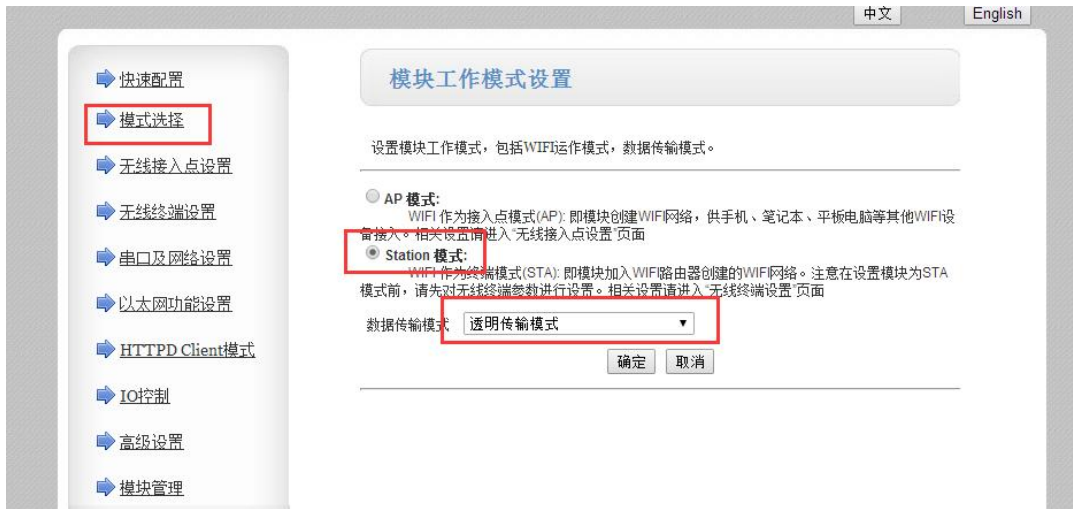 中文
English
快速配置
模式选择
无线接入点设置
无线终端设置
串口及网络设置
以太网功能设置
HTTPD Client模式
IO控制
高级设置
模块管理
模块工作模式设置
设置模块工作模式，包括WIFI运作模式，数据传输模式。
AP 模式:
WIFI 作为接入点模式(AP): 即模块创建WIFI网络，供手机、笔记本、平板电脑等其他WIFI设
备接入。相关设置请进入“无线接入点设置”页面
Station 模式:
WIFI 作为终端模式(STA): 即模块加入WIFI路由器创建的WIFI网络。注意在设置模块为STA
模式前，请先对无线终端参数进行设置。相关设置请进入“无线终端设置”页面
数据传输模式 透明传输模式
确定 取消